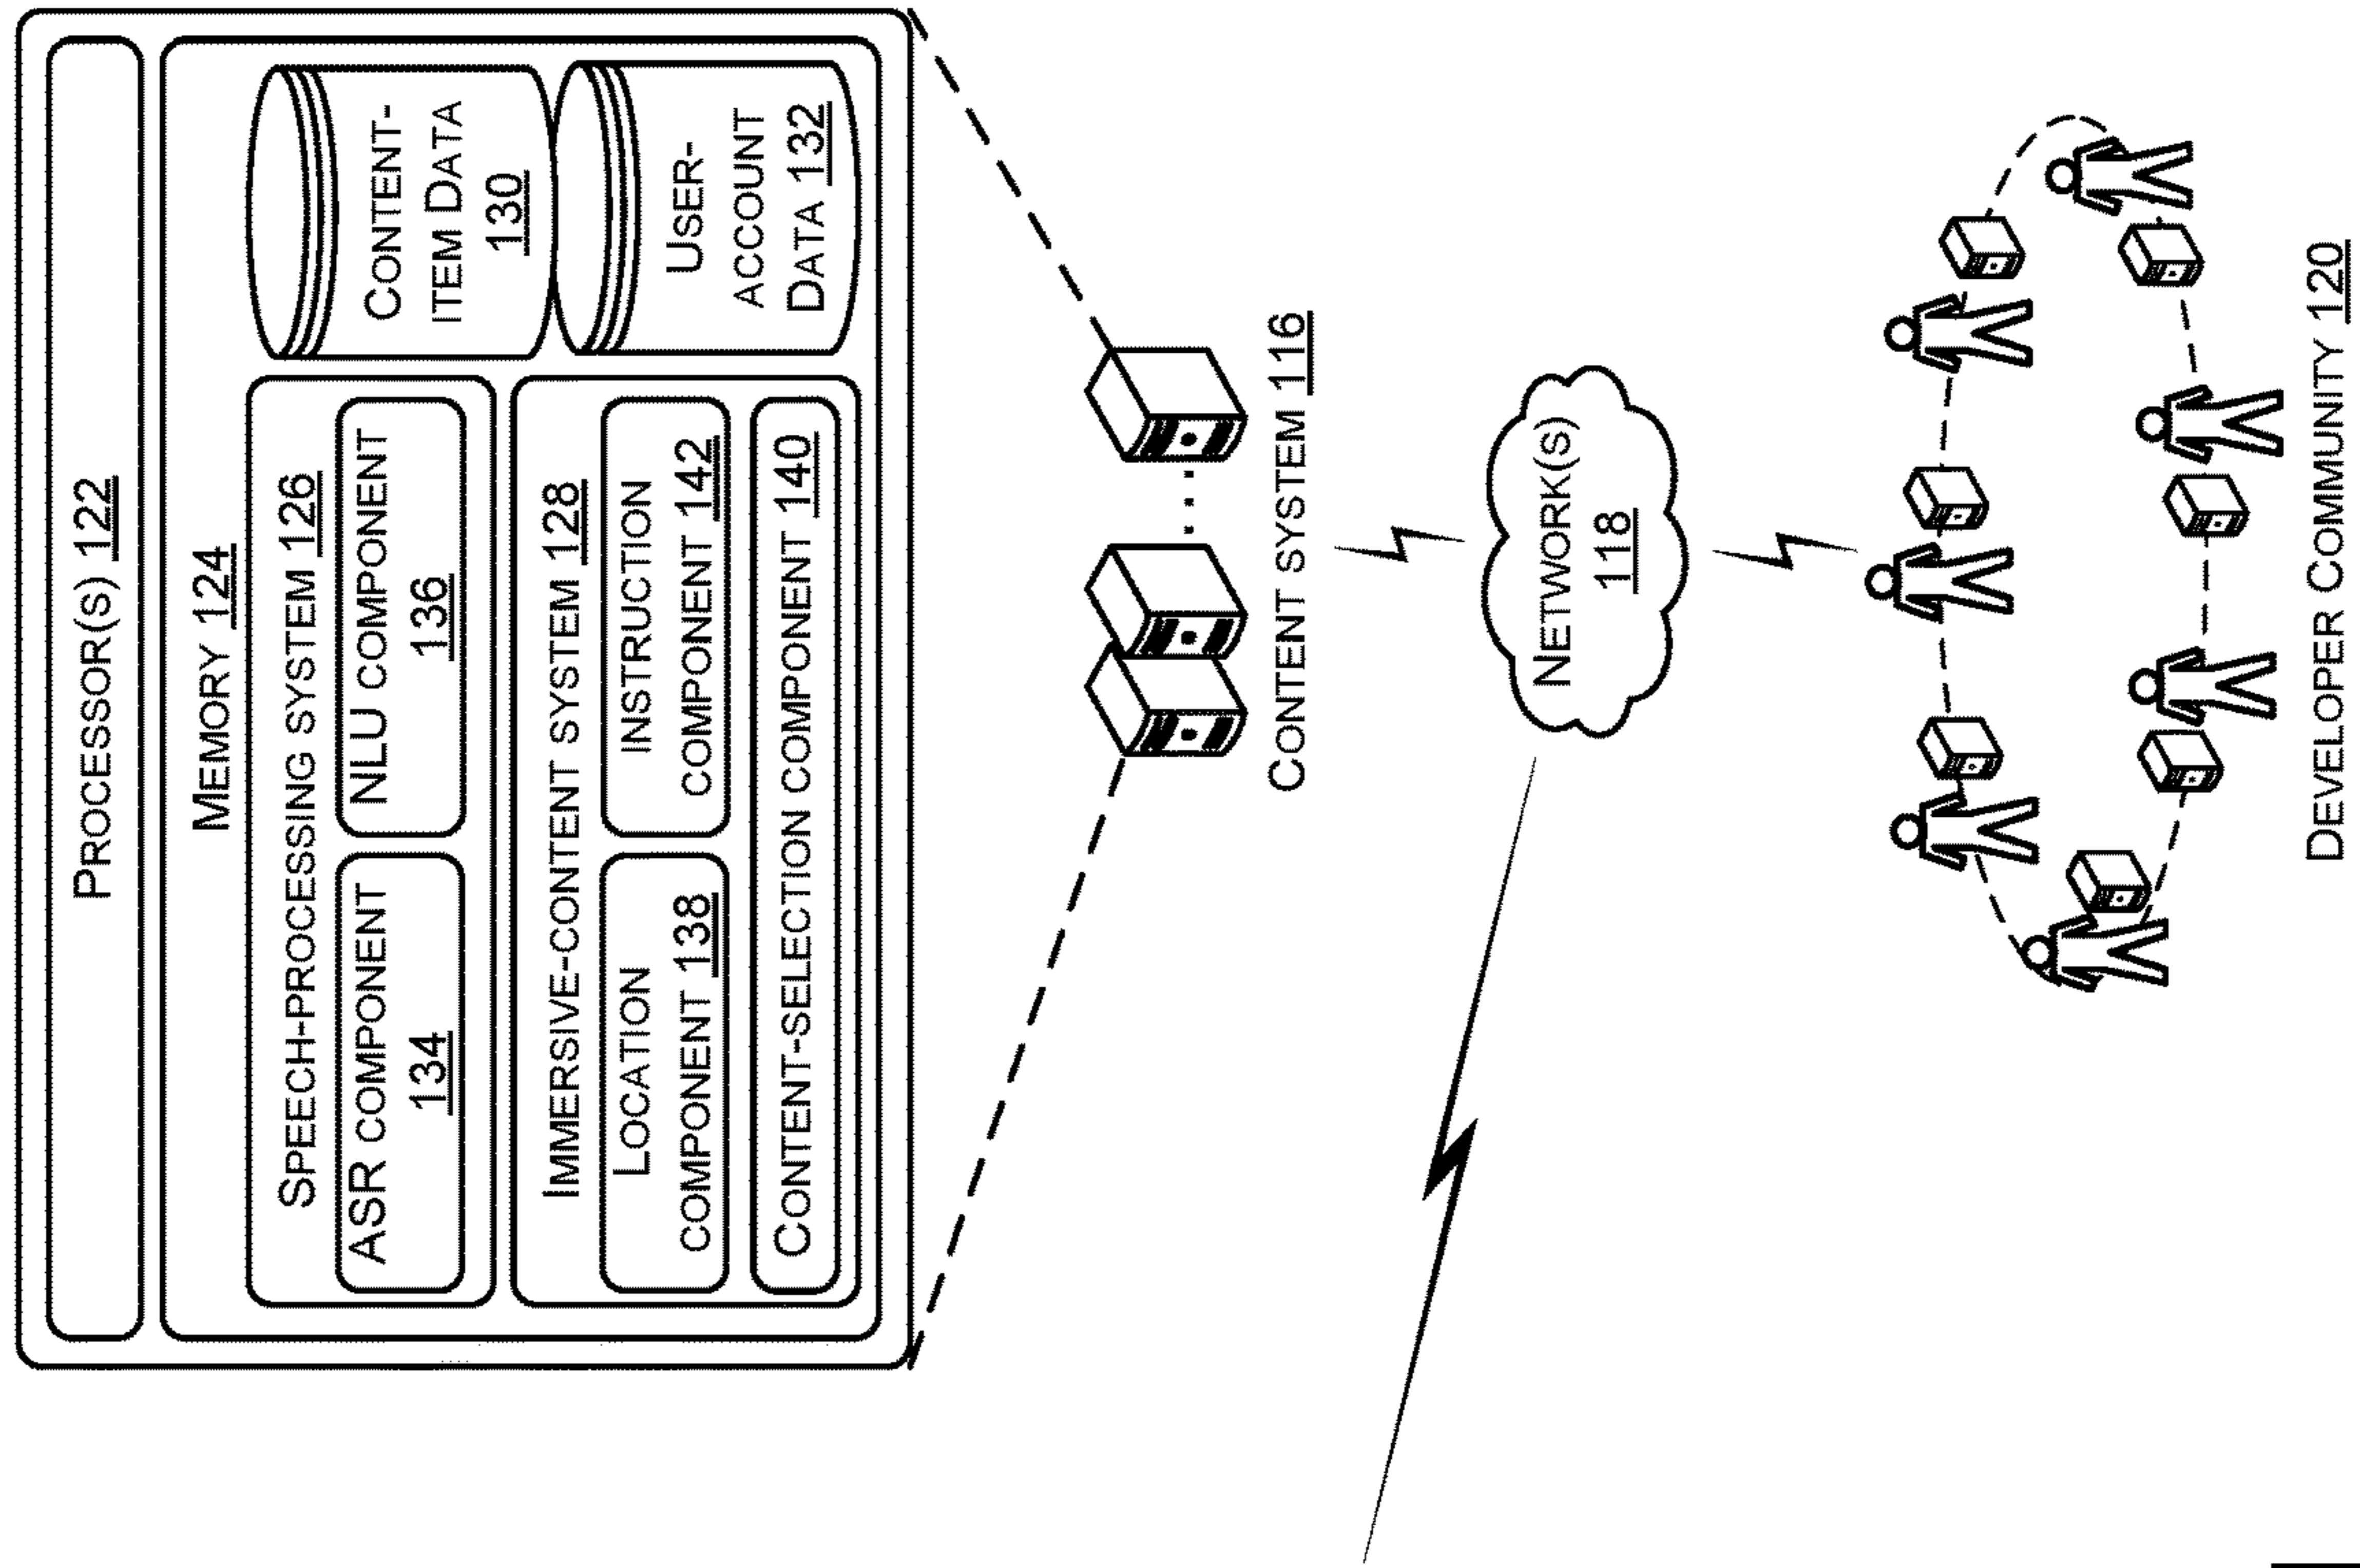 PROCESSOR(S) 122
MEMORY 124
SPEECH-PROCESSING SYSTEM 126
ASR COMPONENT
134
NLU COMPONENT
136
IMMERSIVE-CONTENT SYSTEM 128
LOCATION
COMPONENT 138
INSTRUCTION
COMPONENT 142
CONTENT-SELECTION COMPONENT 140
CONTENT-
ITEM DATA
130
USER-
ACCOUNT
DATA 132
CONTENT SYSTEM 116
NETWORK(S)
118
DEVELOPER COMMUNITY 120